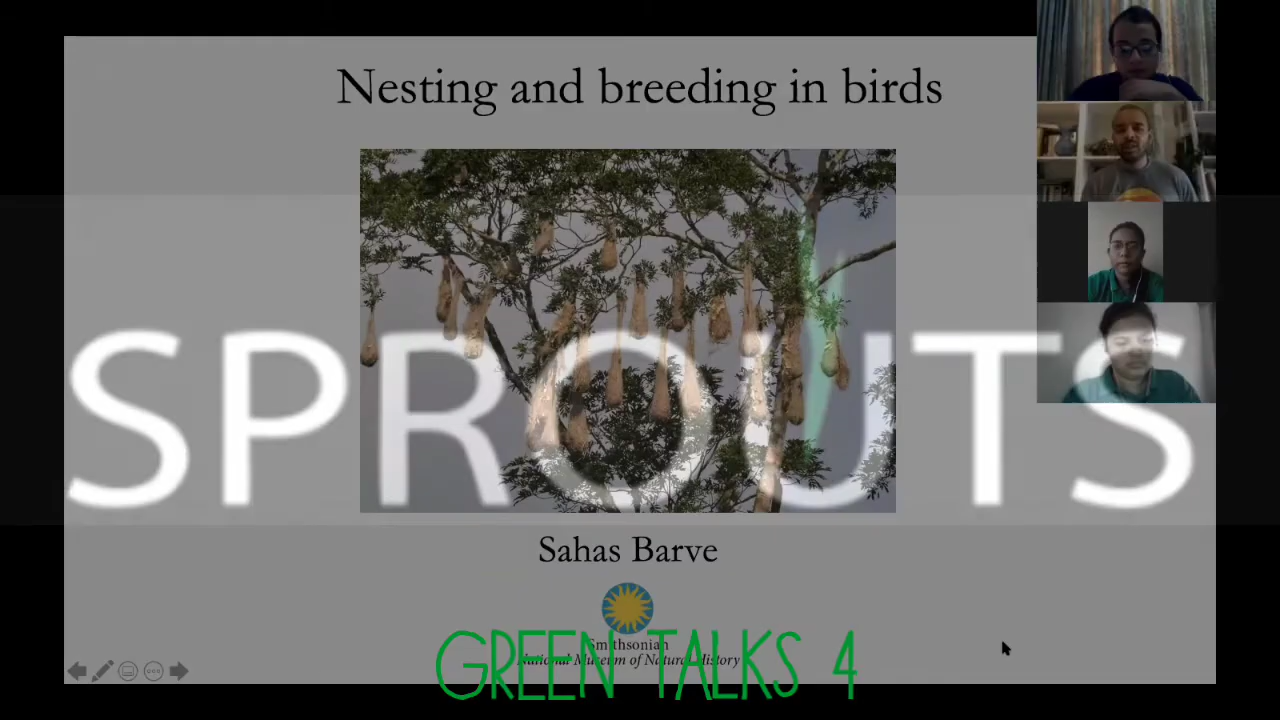 Nesting and breeding in birds
SPROUTS
Sahas Barve
Smithsonian
National Museum of Natural History
GREEN TALKS 4